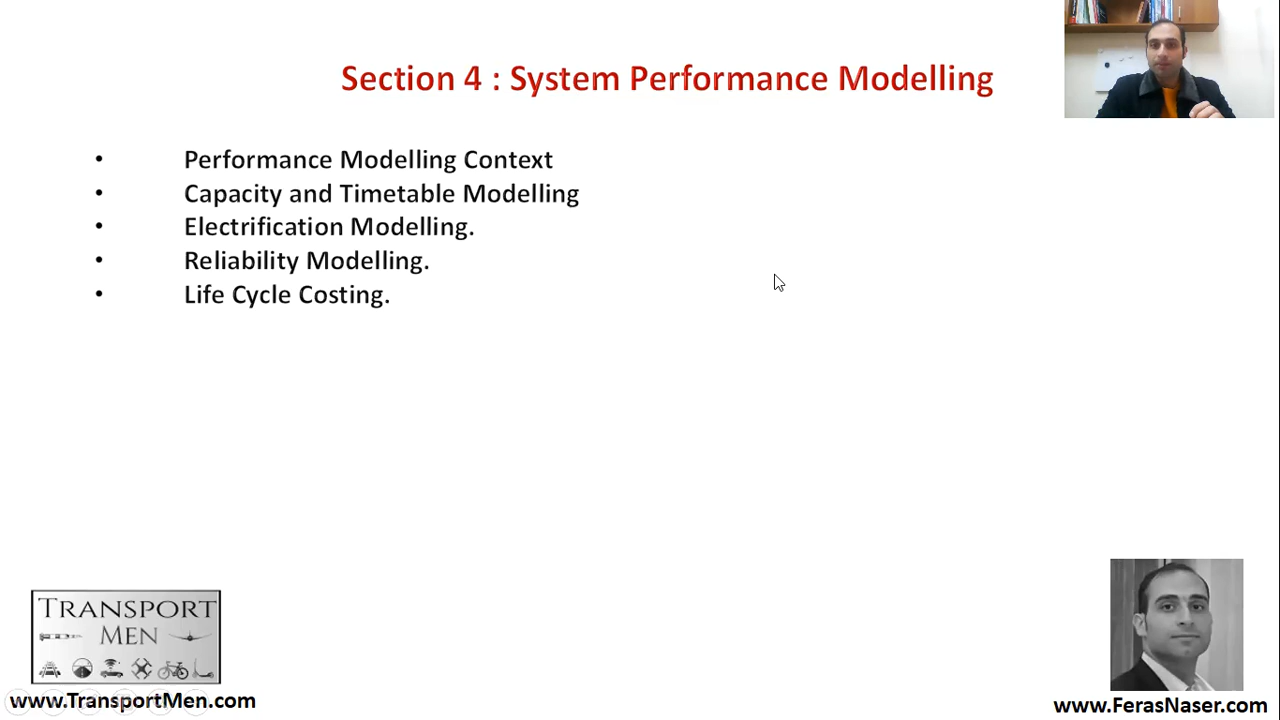 Section 4 : System Performance Modelling
• Performance Modelling Context
• Capacity and Timetable Modelling
• Electrification Modelling.
• Reliability Modelling.
• Life Cycle Costing.
TRANSPORT
MEN
www.TransportMen.com
www.FerasNaser.com